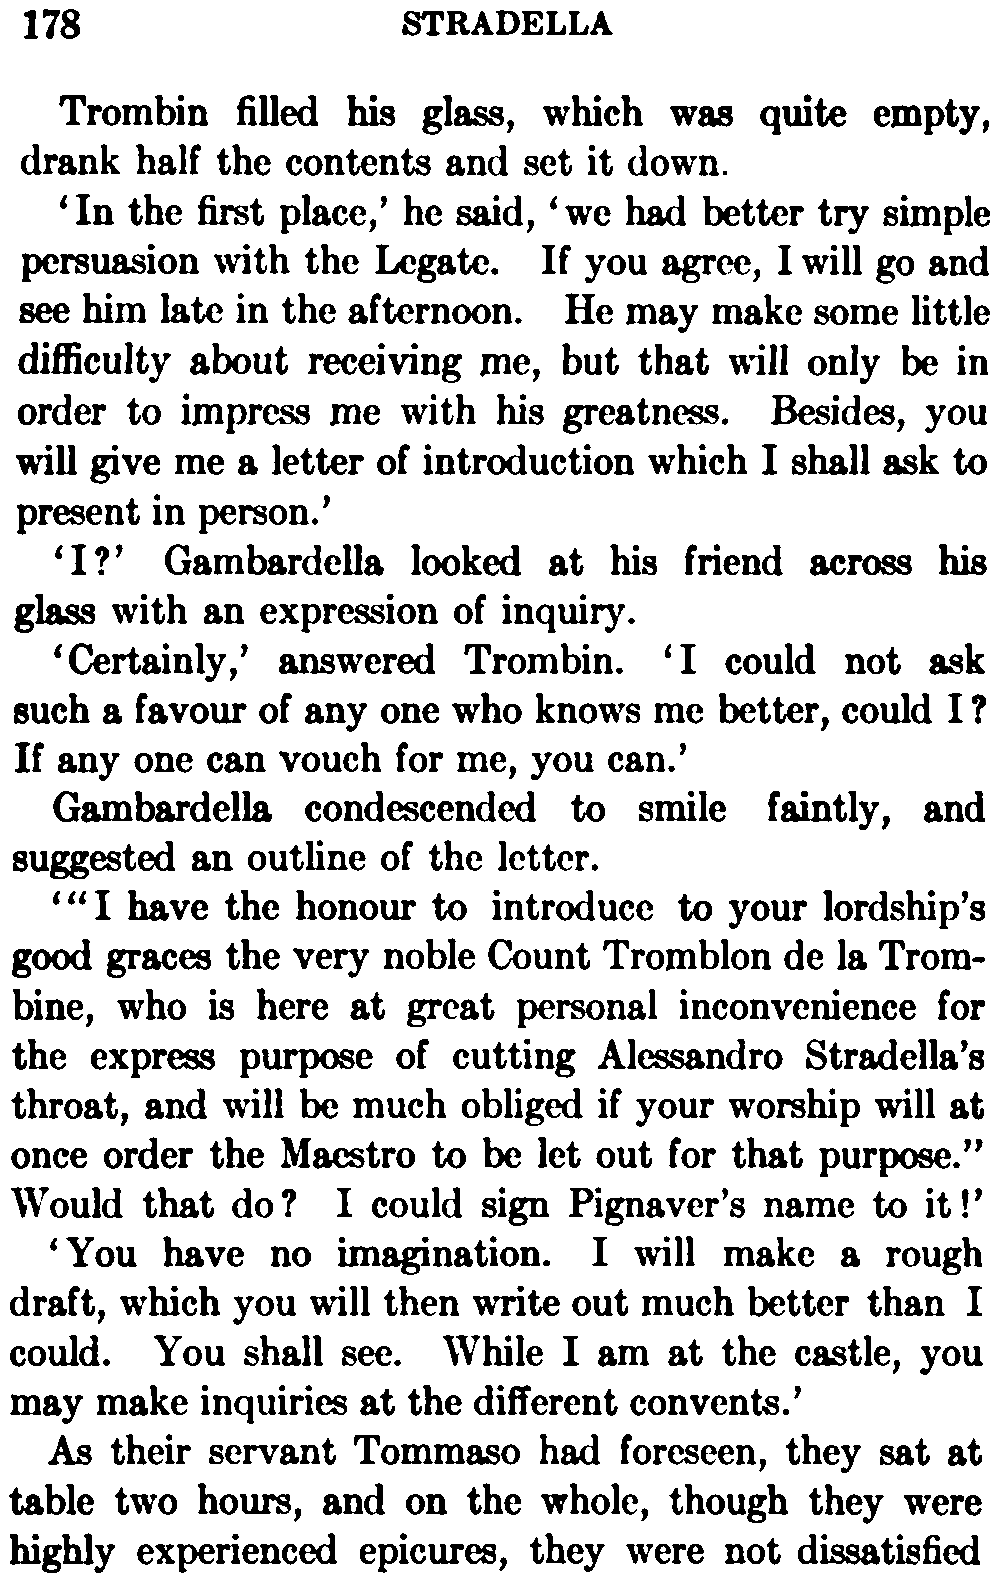 178 STRADELLA
Trombin filled his glass, which was quite empty,
drank half the contents and set it down.
‘In the first place,’ he said, ‘we had better try simple
persuasion with the Legate. If you agree, I will go and
see him late in the afternoon. He may make some little
difficulty about receiving me, but that will only be in
order to impress me with his greatness. Besides, you
will give me a letter of introduction which I shall ask to
present in person.’
‘I?’ Gambardella looked at his friend across his
glass with an expression of inquiry.
‘Certainly,’ answered Trombin. ‘I could not ask
such a favour of any one who knows me better, could I?
If any one can vouch for me, you can.’
Gambardella condescended to smile faintly, and
suggested an outline of the letter.
‘“I have the honour to introduce to your lordship’s
good graces the very noble Count Tromblon de la Trom-
bine, who is here at great personal inconvenience for
the express purpose of cutting Alessandro Stradella’s
throat, and will be much obliged if your worship will at
once order the Maestro to be let out for that purpose.”
Would that do? I could sign Pignaver’s name to it!’
‘You have no imagination. I will make a rough
draft, which you will then write out much better than I
could. You shall see. While I am at the castle, you
may make inquiries at the different convents.’
As their servant Tommaso had foreseen, they sat at
table two hours, and on the whole, though they were
highly experienced epicures, they were not dissatisfied